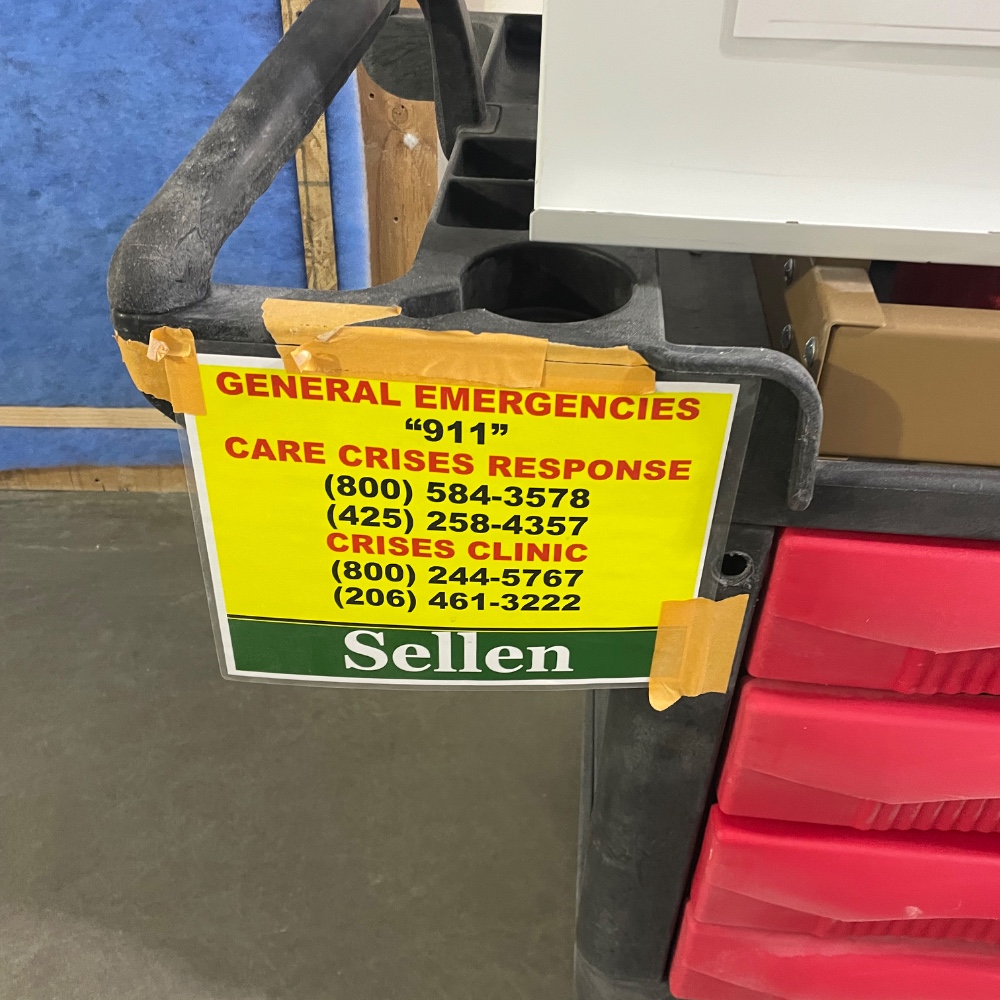 GENERAL EMERGENCIES
“911”
CARE CRISES RESPONSE
(800) 584-3578
(425) 258-4357
CRISES CLINIC
(800) 244-5767
(206) 461-3222
Sellen